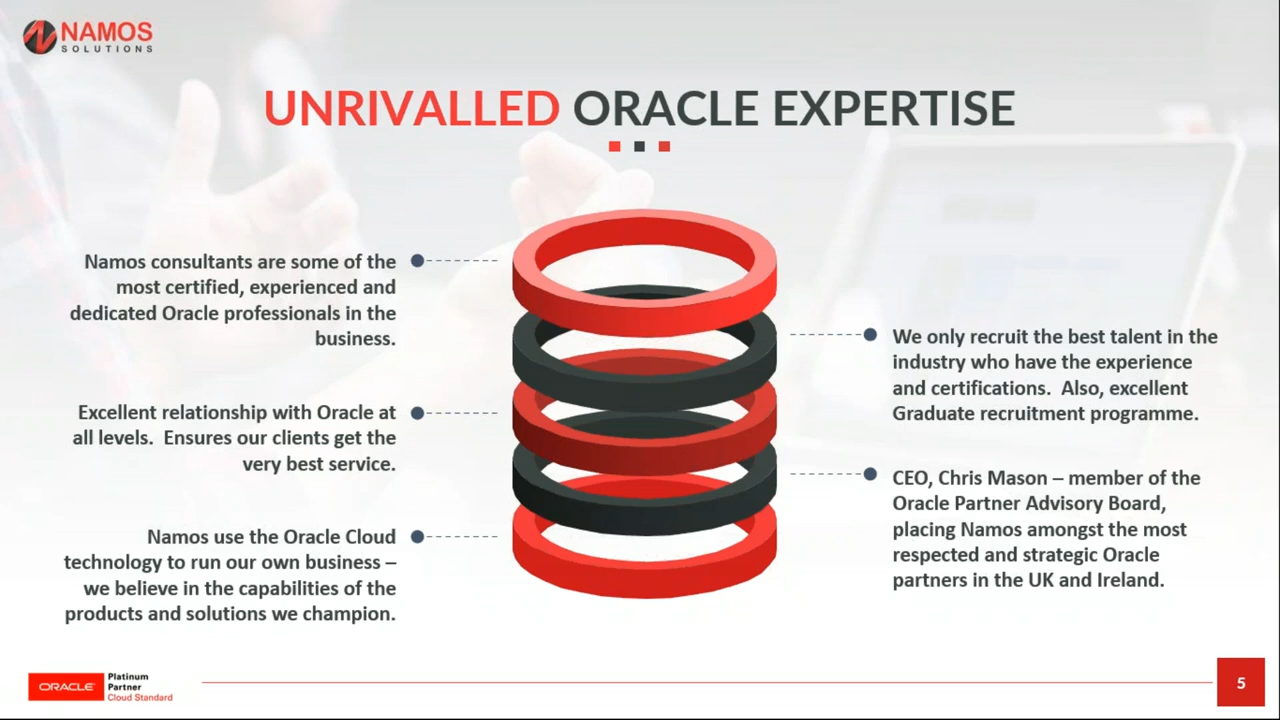 NAMOS
SOLUTIONS
UNRIVALLED ORACLE EXPERTISE
Namos consultants are some of the
most certified, experienced and
dedicated Oracle professionals in the
business.
Excellent relationship with Oracle at
all levels.  Ensures our clients get the
very best service.
Namos use the Oracle Cloud
technology to run our own business –
we believe in the capabilities of the
products and solutions we champion.
We only recruit the best talent in the
industry who have the experience
and certifications.  Also, excellent
Graduate recruitment programme.
CEO, Chris Mason – member of the
Oracle Partner Advisory Board,
placing Namos amongst the most
respected and strategic Oracle
partners in the UK and Ireland.
ORACLE
Platinum
Partner
Cloud Standard
5